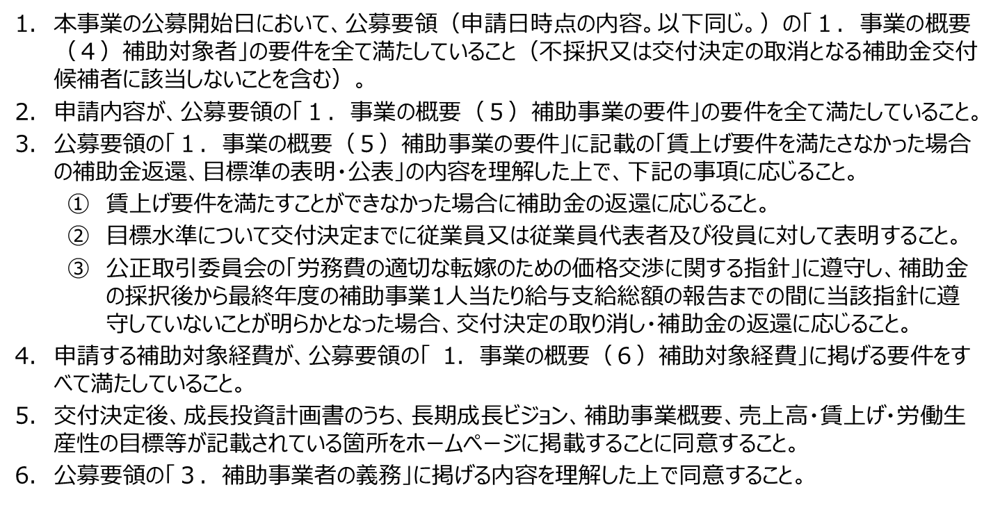 1. 本事業の公募開始日において、公募要領（申請日時点の内容。以下同じ。）の「１．事業の概要
（４）補助対象者」の要件を全て満たしていること（不採択又は交付決定の取消となる補助金交付
候補者に該当しないことを含む）。
2. 申請内容が、公募要領の「１．事業の概要（５）補助事業の要件」の要件を全て満たしていること。
3. 公募要領の「１．事業の概要（５）補助事業の要件」に記載の「賃上げ要件を満たさなかった場合
の補助金返還、目標準の表明・公表」の内容を理解した上で、下記の事項に応じること。
① 賃上げ要件を満たすことができなかった場合に補助金の返還に応じること。
② 目標水準について交付決定までに従業員又は従業員代表者及び役員に対して表明すること。
③ 公正取引委員会の「労務費の適切な転嫁のための価格交渉に関する指針」に遵守し、補助金
の採択後から最終年度の補助事業1人当たり給与支給総額の報告までの間に当該指針に遵
守していないことが明らかとなった場合、交付決定の取り消し・補助金の返還に応じること。
4. 申請する補助対象経費が、公募要領の「 1．事業の概要（６）補助対象経費」に掲げる要件をす
べて満たしていること。
5. 交付決定後、成長投資計画書のうち、長期成長ビジョン、補助事業概要、売上高・賃上げ・労働生
産性の目標等が記載されている箇所をホームページに掲載することに同意すること。
6. 公募要領の「３．補助事業者の義務」に掲げる内容を理解した上で同意すること。